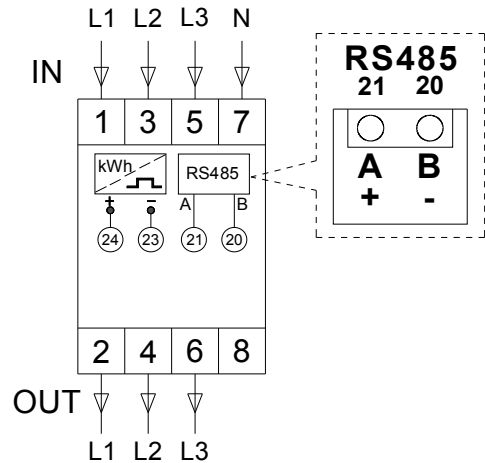 L1 L2 L3 N
IN
1 3 5 7
kWh
RS485
+ - A B
24 23 21 20
2 4 6 8
OUT
L1 L2 L3
RS485
21 20
A B
+ -